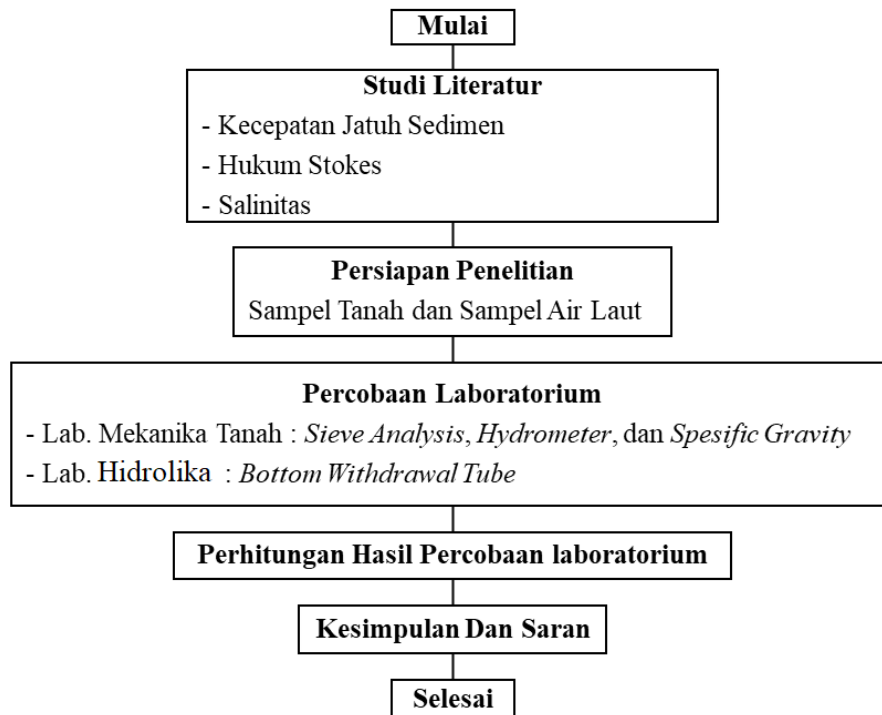 Mulai
Studi Literatur
- Kecepatan Jatuh Sedimen
- Hukum Stokes
- Salinitas
Persiapan Penelitian
Sampel Tanah dan Sampel Air Laut
Percobaan Laboratorium
- Lab. Mekanika Tanah : Sieve Analysis, Hydrometer, dan Spesific Gravity
- Lab. Hidrolika : Bottom Withdrawal Tube
Perhitungan Hasil Percobaan laboratorium
Kesimpulan Dan Saran
Selesai